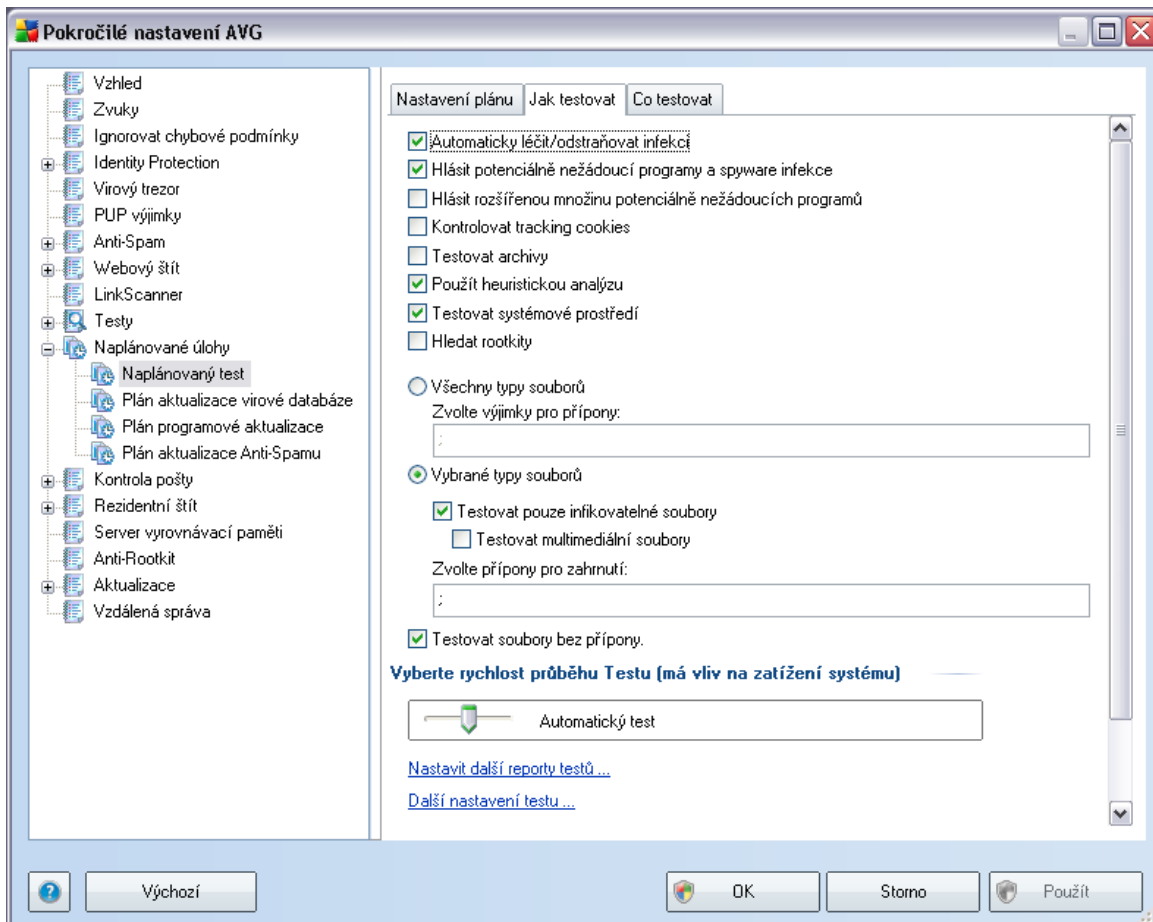 Pokročilé nastavení AVG
Vzhled
Zvuky
Ignorovat chybové podmínky
Identity Protection
Virový trezor
PUP výjimky
Anti-Spam
Webový štít
LinkScanner
Testy
Naplánované úlohy
Naplánovaný test
Plán aktualizace virové databáze
Plán programové aktualizace
Plán aktualizace Anti-Spamu
Kontrola pošty
Rezidentní štít
Server vyrovnávací paměti
Anti-Rootkit
Aktualizace
Vzdálená správa
Nastavení plánu Jak testovat Co testovat
Automaticky léčit/odstraňovat infekci
Hlásit potenciálně nežádoucí programy a spyware infekce
Hlásit rozšířenou množinu potenciálně nežádoucích programů
Kontrolovat tracking cookies
Testovat archivy
Použít heuristickou analýzu
Testovat systémové prostředí
Hledat rootkity
Všechny typy souborů
Zvolte výjimky pro přípony:
;
Vybrané typy souborů
Testovat pouze infikovatelné soubory
Testovat multimediální soubory
Zvolte přípony pro zahrnutí:
;
Testovat soubory bez přípony.
Vyberte rychlost průběhu Testu (má vliv na zatížení systému)
Automatický test
Nastavit další reporty testů ...
Další nastavení testu ...
? Výchozí OK Storno Použít